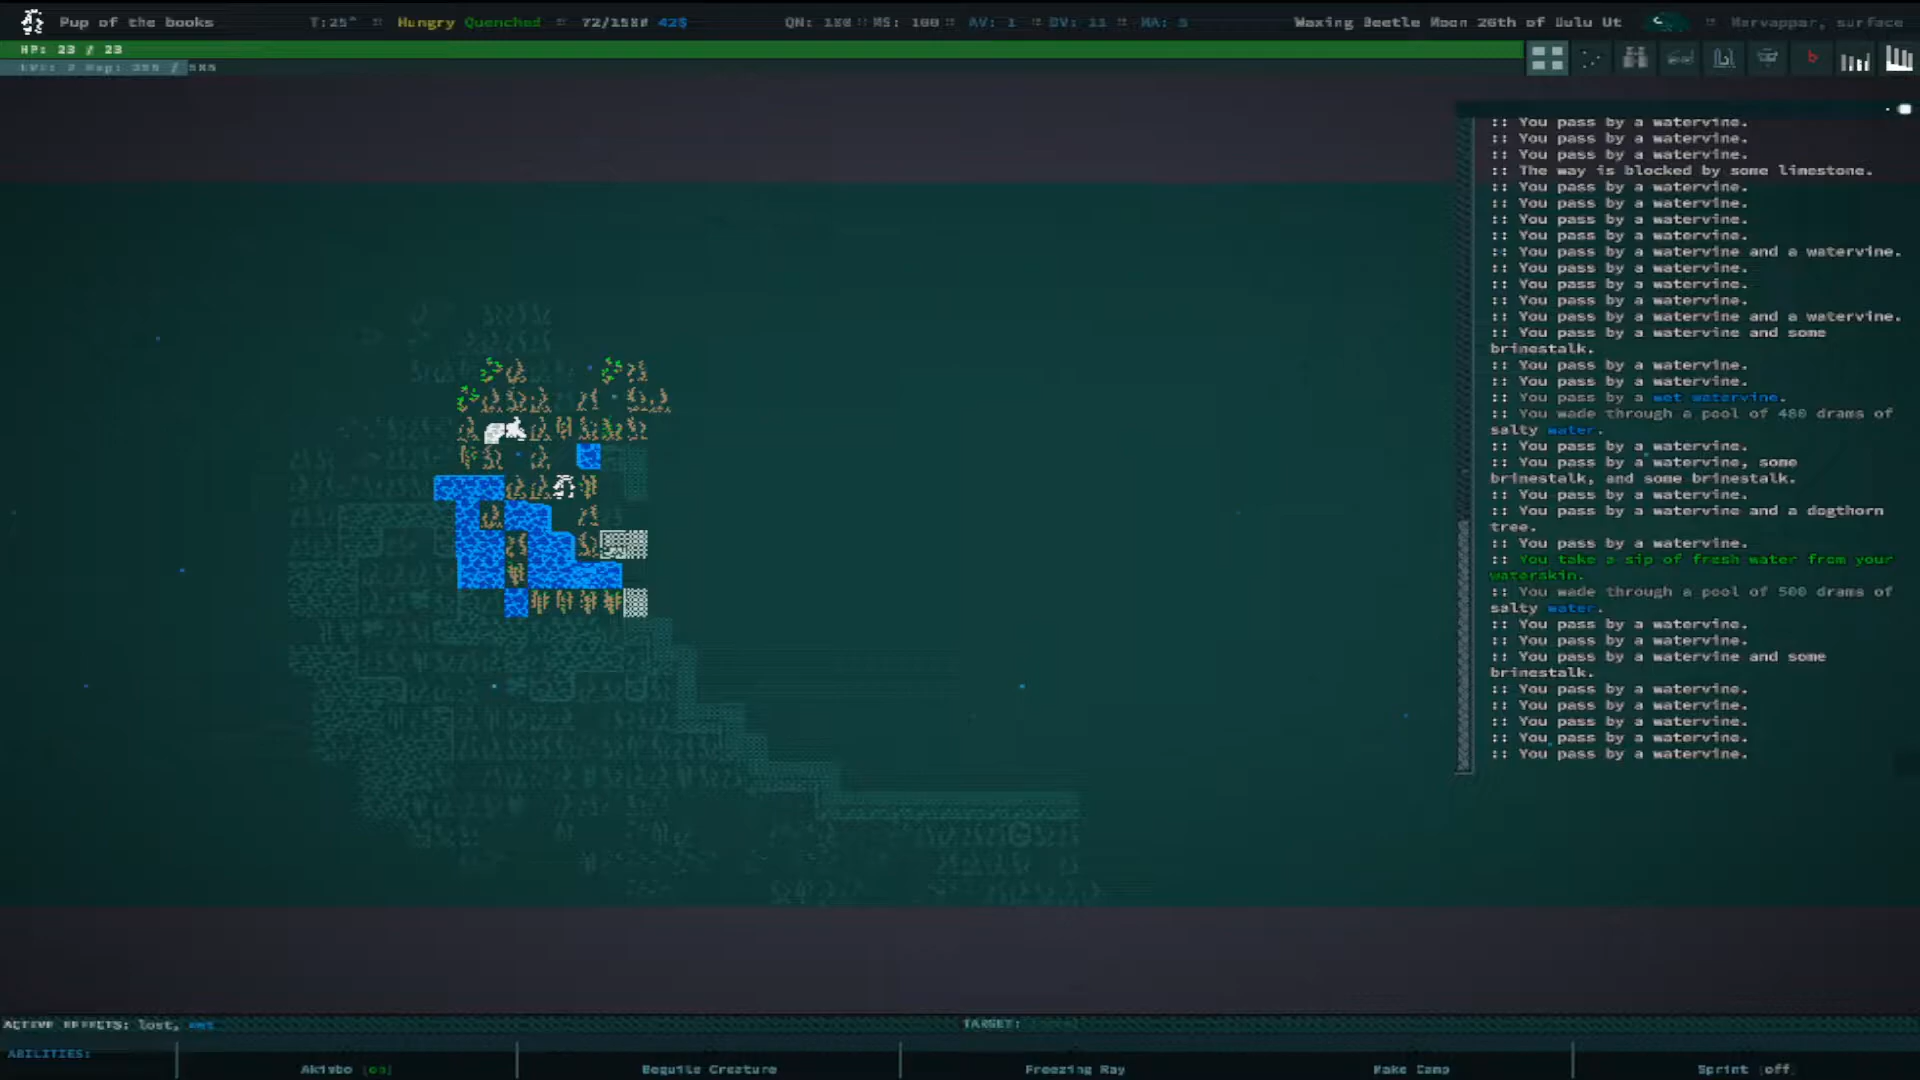 Pup of the books T:25° Hungry Quenched 72/158# 42$ QN: 100 MS: 100 AV: 1 DV: 11 MA: 5 Waxing Beetle Moon 26th of Uulu Ut surface
HP: 23 / 23
:: You pass by a watervine.
:: You pass by a watervine.
:: You pass by a watervine.
:: The way is blocked by some limestone.
:: You pass by a watervine.
:: You pass by a watervine.
:: You pass by a watervine.
:: You pass by a watervine.
:: You pass by a watervine and a watervine.
:: You pass by a watervine.
:: You pass by a watervine.
:: You pass by a watervine.
:: You pass by a watervine and a watervine.
:: You pass by a watervine and some
brinestalk.
:: You pass by a watervine.
:: You pass by a watervine.
:: You pass by a wet watervine.
:: You wade through a pool of 480 drams of
salty water.
:: You pass by a watervine.
:: You pass by a watervine, some
brinestalk, and some brinestalk.
:: You pass by a watervine.
:: You pass by a watervine and a dogthorn
tree.
:: You pass by a watervine.
:: You take a sip of fresh water from your
waterskin.
:: You wade through a pool of 500 drams of
salty water.
:: You pass by a watervine.
:: You pass by a watervine.
:: You pass by a watervine and some
brinestalk.
:: You pass by a watervine.
:: You pass by a watervine.
:: You pass by a watervine.
:: You pass by a watervine.
:: You pass by a watervine.
ACTIVE EFFECTS: lost, wet TARGET:
ABILITIES:
Akimbo [on] Beguile Creature Freezing Ray Make Camp Sprint [off]